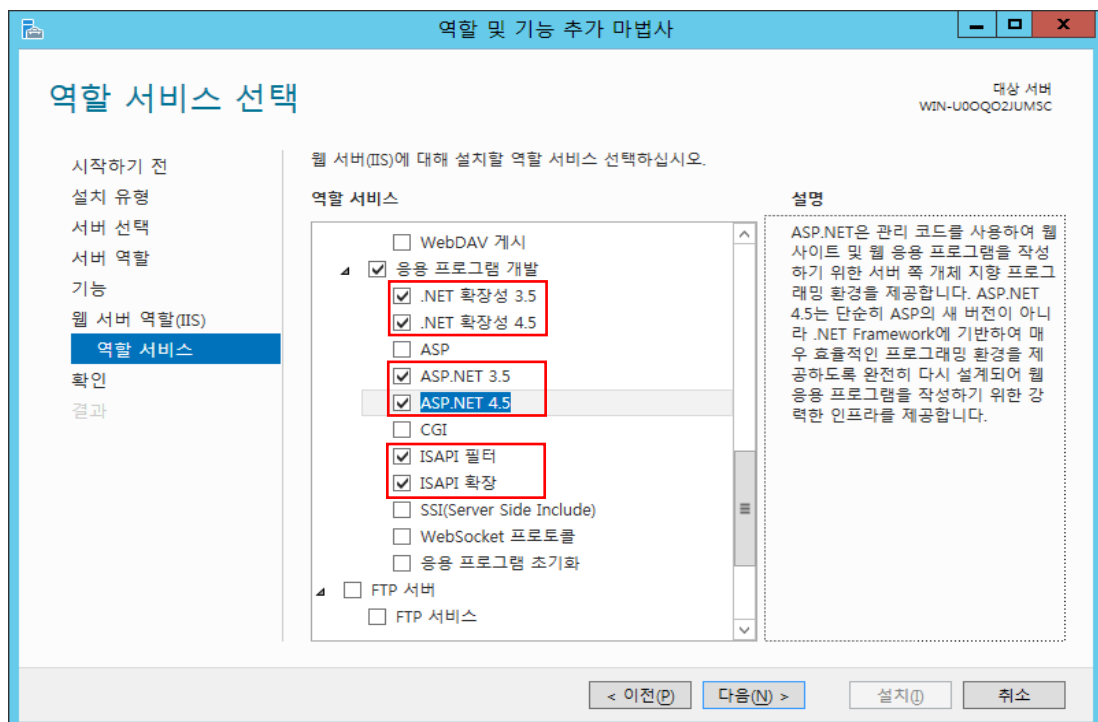 역할 및 기능 추가 마법사
역할 서비스 선택
대상 서버
WIN-U0OQO2JUMSC
시작하기 전
설치 유형
서버 선택
서버 역할
기능
웹 서버 역할(IIS)
역할 서비스
확인
결과
웹 서버(IIS)에 대해 설치할 역할 서비스 선택하십시오.
역할 서비스
WebDAV 게시
응용 프로그램 개발
.NET 확장성 3.5
.NET 확장성 4.5
ASP
ASP.NET 3.5
ASP.NET 4.5
CGI
ISAPI 필터
ISAPI 확장
SSI(Server Side Include)
WebSocket 프로토콜
응용 프로그램 초기화
FTP 서버
FTP 서비스
설명
ASP.NET은 관리 코드를 사용하여 웹
사이트 및 웹 응용 프로그램을 작성
하기 위한 서버 쪽 개체 지향 프로그
래밍 환경을 제공합니다. ASP.NET
4.5는 단순히 ASP의 새 버전이 아니
라 .NET Framework에 기반하여 매
우 효율적인 프로그래밍 환경을 제
공하도록 완전히 다시 설계되어 웹
응용 프로그램을 작성하기 위한 강
력한 인프라를 제공합니다.
< 이전(P)
다음(N) >
설치(I)
취소